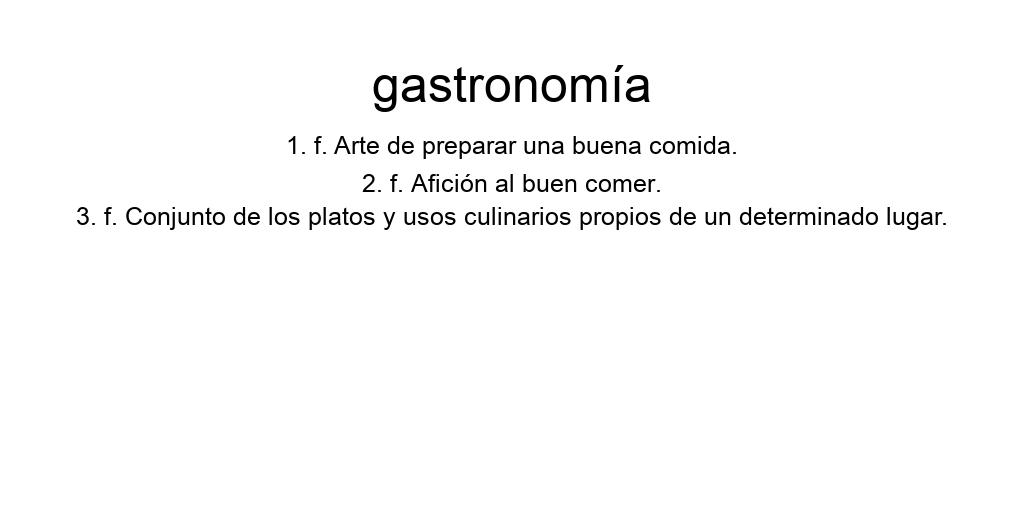 gastronomía
1. f. Arte de preparar una buena comida.
2. f. Afición al buen comer.
3. f. Conjunto de los platos y usos culinarios propios de un determinado lugar.